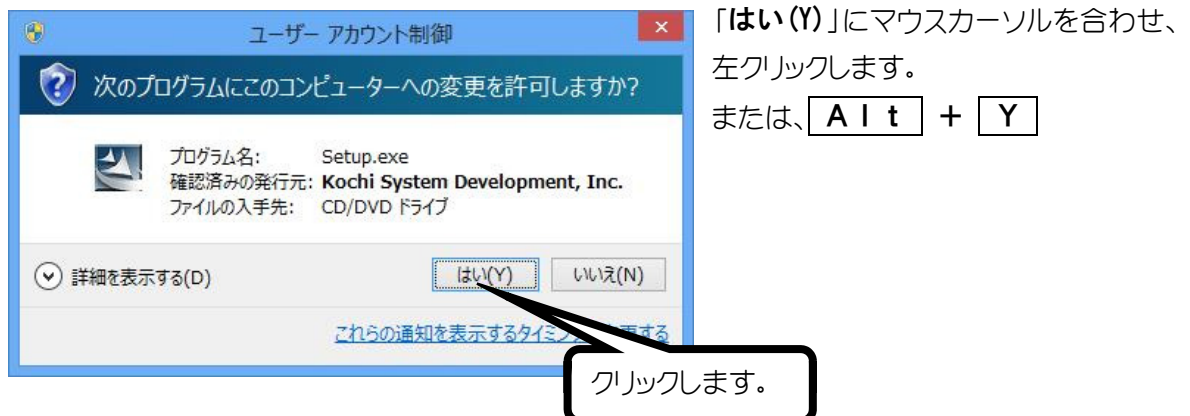 ユーザー アカウント制御
次のプログラムにこのコンピューターへの変更を許可しますか?
プログラム名: Setup.exe
確認済みの発行元: Kochi System Development, Inc.
ファイルの入手先: CD/DVD ドライブ
詳細を表示する(D)
はい(Y)
いいえ(N)
これらの通知を表示するタイミ 更する
クリックします。
「はい(Y)」にマウスカーソルを合わせ、
左クリックします。
または、 Alt + Y